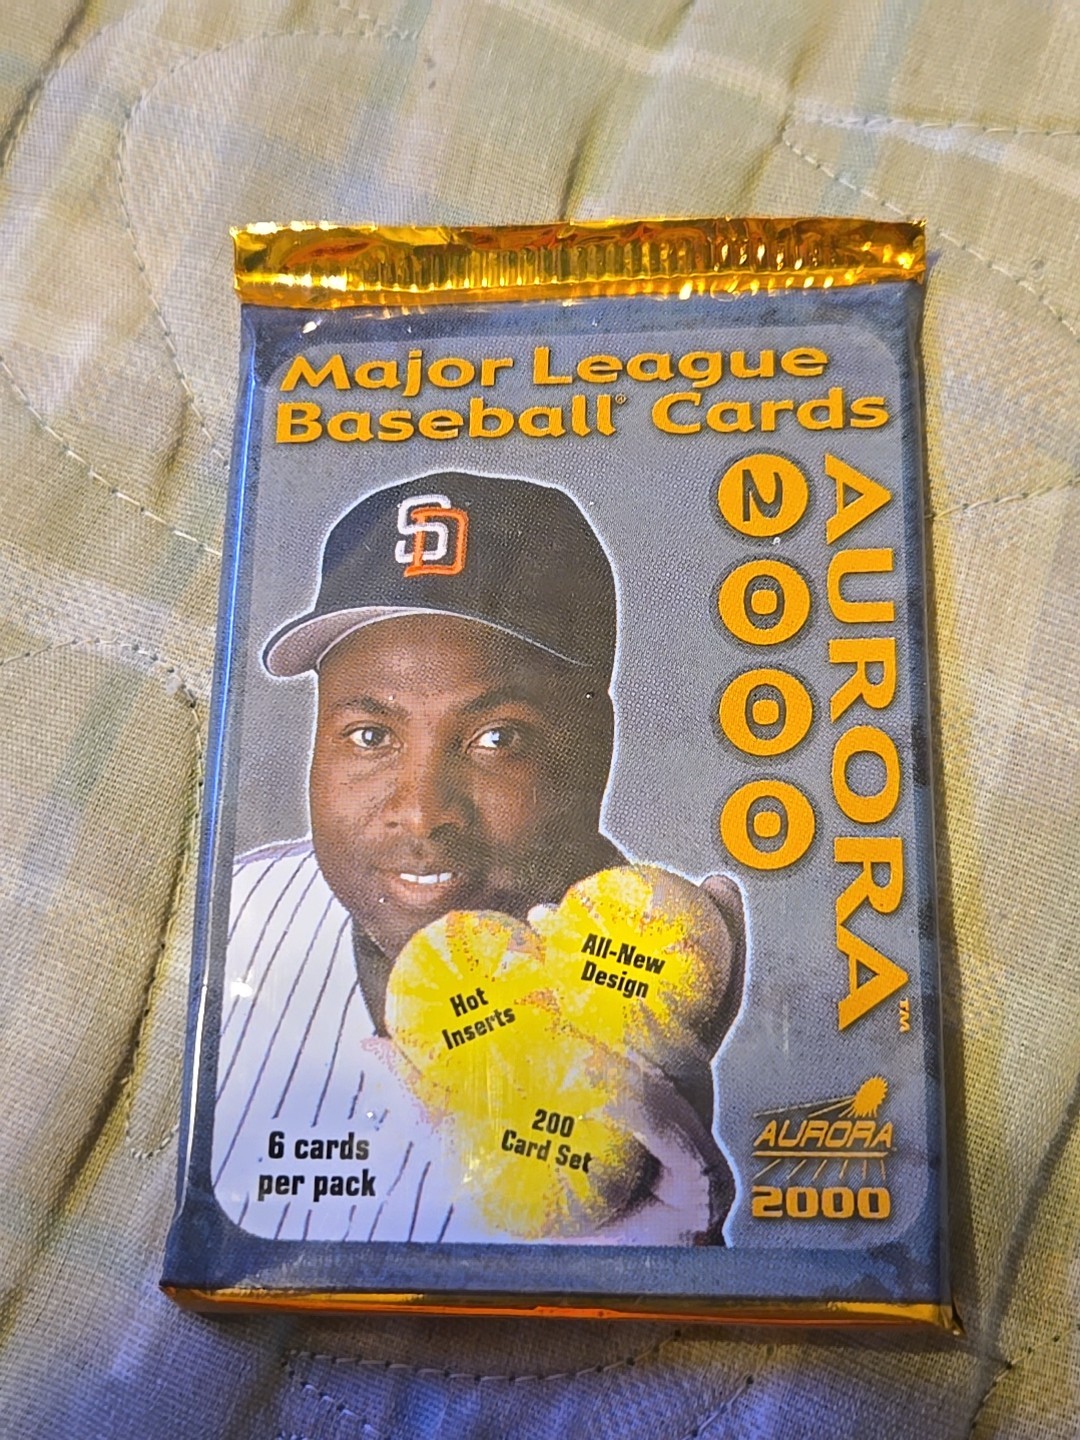 Major League
Baseball® Cards
SD
AURORA™
2000
All-New
Design
Hot
Inserts
200
Card Set
6 cards
per pack
AURORA
2000